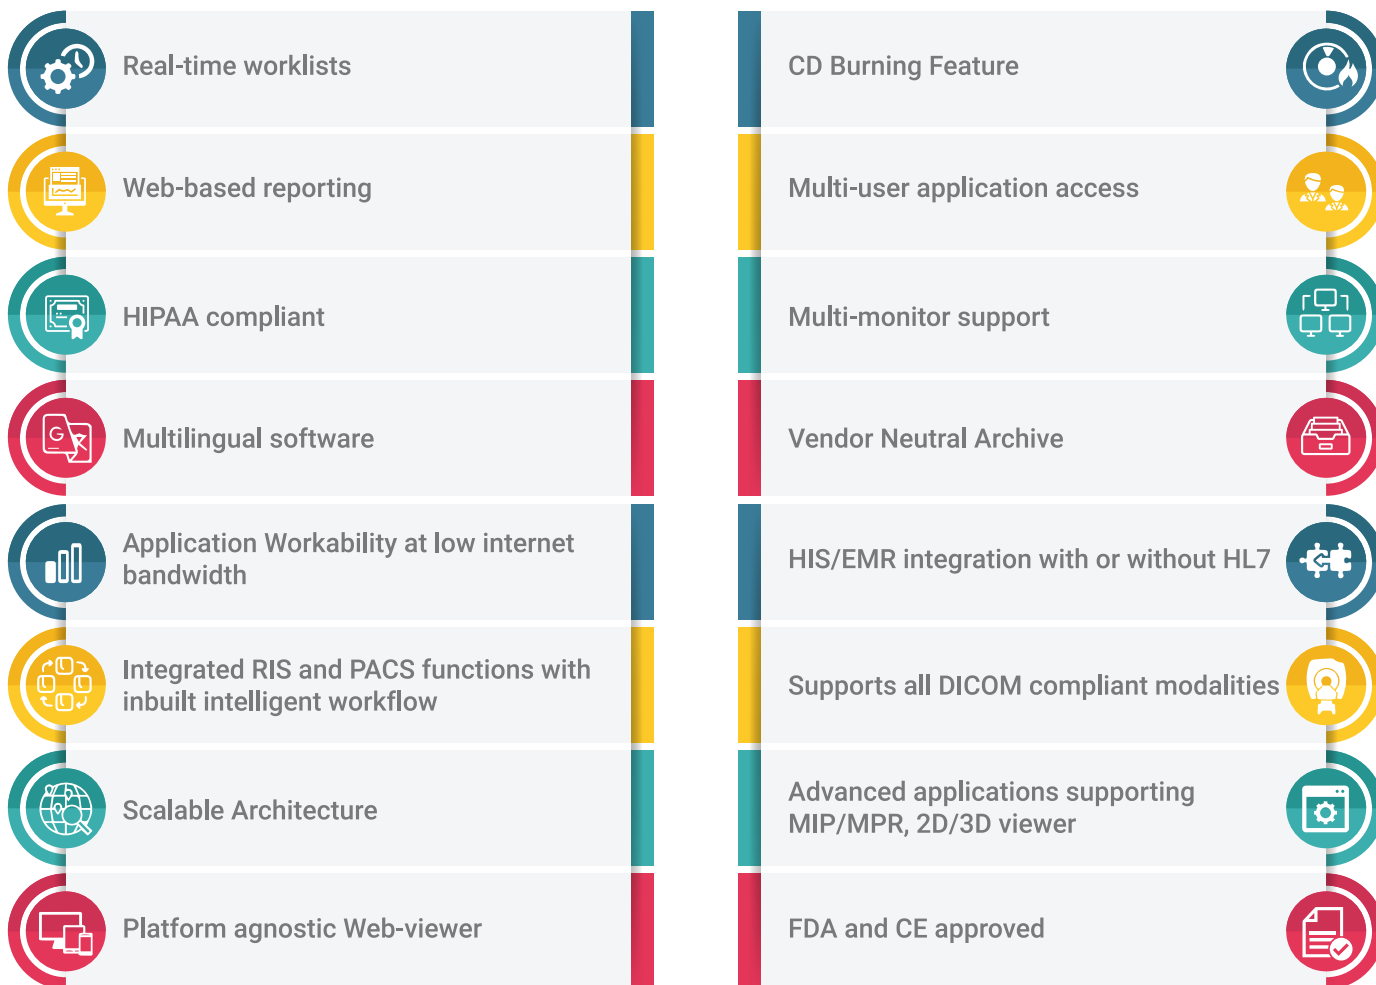 Real-time worklists
Web-based reporting
HIPAA compliant
Multilingual software
Application Workability at low internet
bandwidth
Integrated RIS and PACS functions with
inbuilt intelligent workflow
Scalable Architecture
Platform agnostic Web-viewer
CD Burning Feature
Multi-user application access
Multi-monitor support
Vendor Neutral Archive
HIS/EMR integration with or without HL7
Supports all DICOM compliant modalities
Advanced applications supporting
MIP/MPR, 2D/3D viewer
FDA and CE approved
G